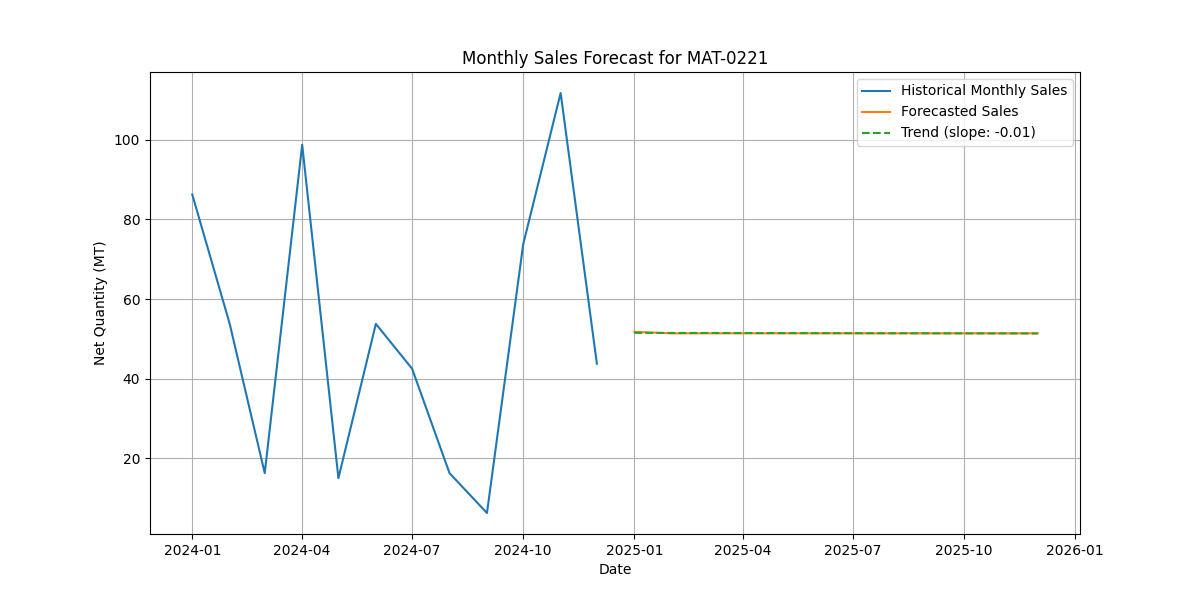 Monthly Sales Forecast for MAT-0221
Historical Monthly Sales
Forecasted Sales
Trend (slope: -0.01)
Net Quantity (MT)
100
80
60
40
20
2024-01 2024-04 2024-07 2024-10 2025-01 2025-04 2025-07 2025-10 2026-01
Date